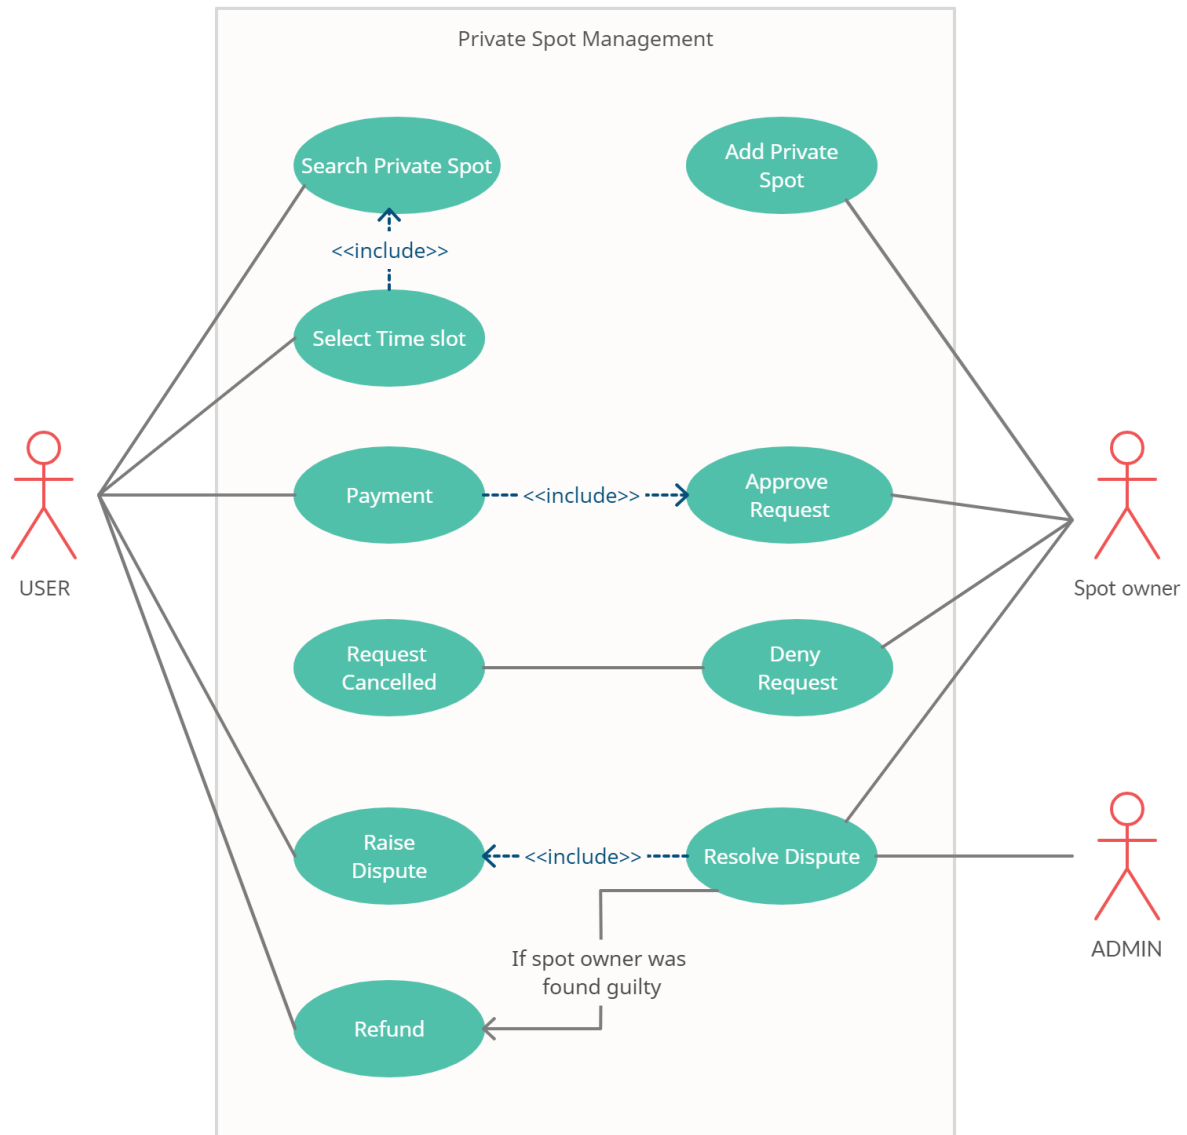 Private Spot Management
Search Private Spot
Add Private
Spot
<<include>>
Select Time slot
Payment
<<include>>
Approve
Request
USER
Spot owner
Request
Cancelled
Deny
Request
Raise
Dispute
<<include>>
Resolve Dispute
ADMIN
If spot owner was
found guilty
Refund